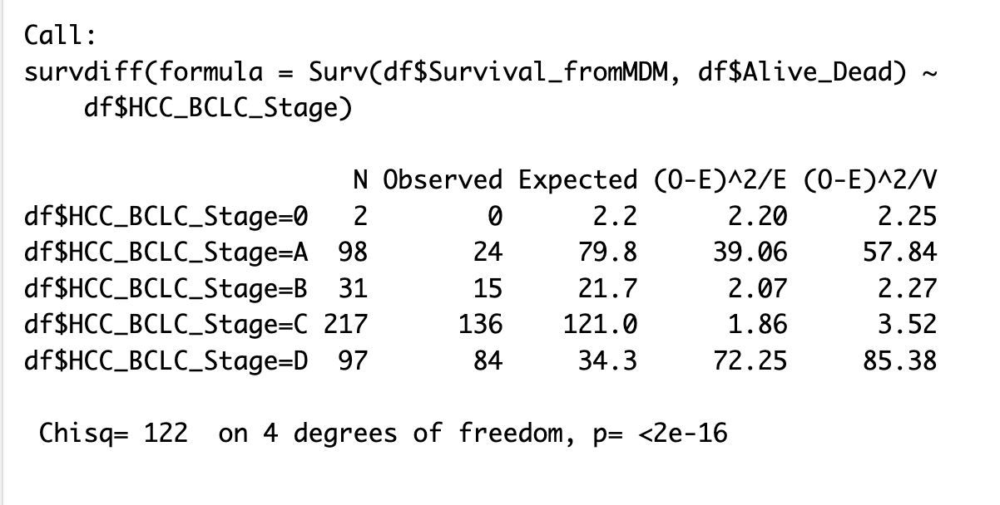 Call:
survdiff(formula = Surv(df$Survival_fromMDM, df$Alive_Dead) ~
    df$HCC_BCLC_Stage)

                       N Observed Expected (O-E)^2/E (O-E)^2/V
df$HCC_BCLC_Stage=0   2        0      2.2      2.20      2.25
df$HCC_BCLC_Stage=A  98       24     79.8     39.06     57.84
df$HCC_BCLC_Stage=B  31       15     21.7      2.07      2.27
df$HCC_BCLC_Stage=C 217      136    121.0      1.86      3.52
df$HCC_BCLC_Stage=D  97       84     34.3     72.25     85.38

 Chisq= 122  on 4 degrees of freedom, p= <2e-16